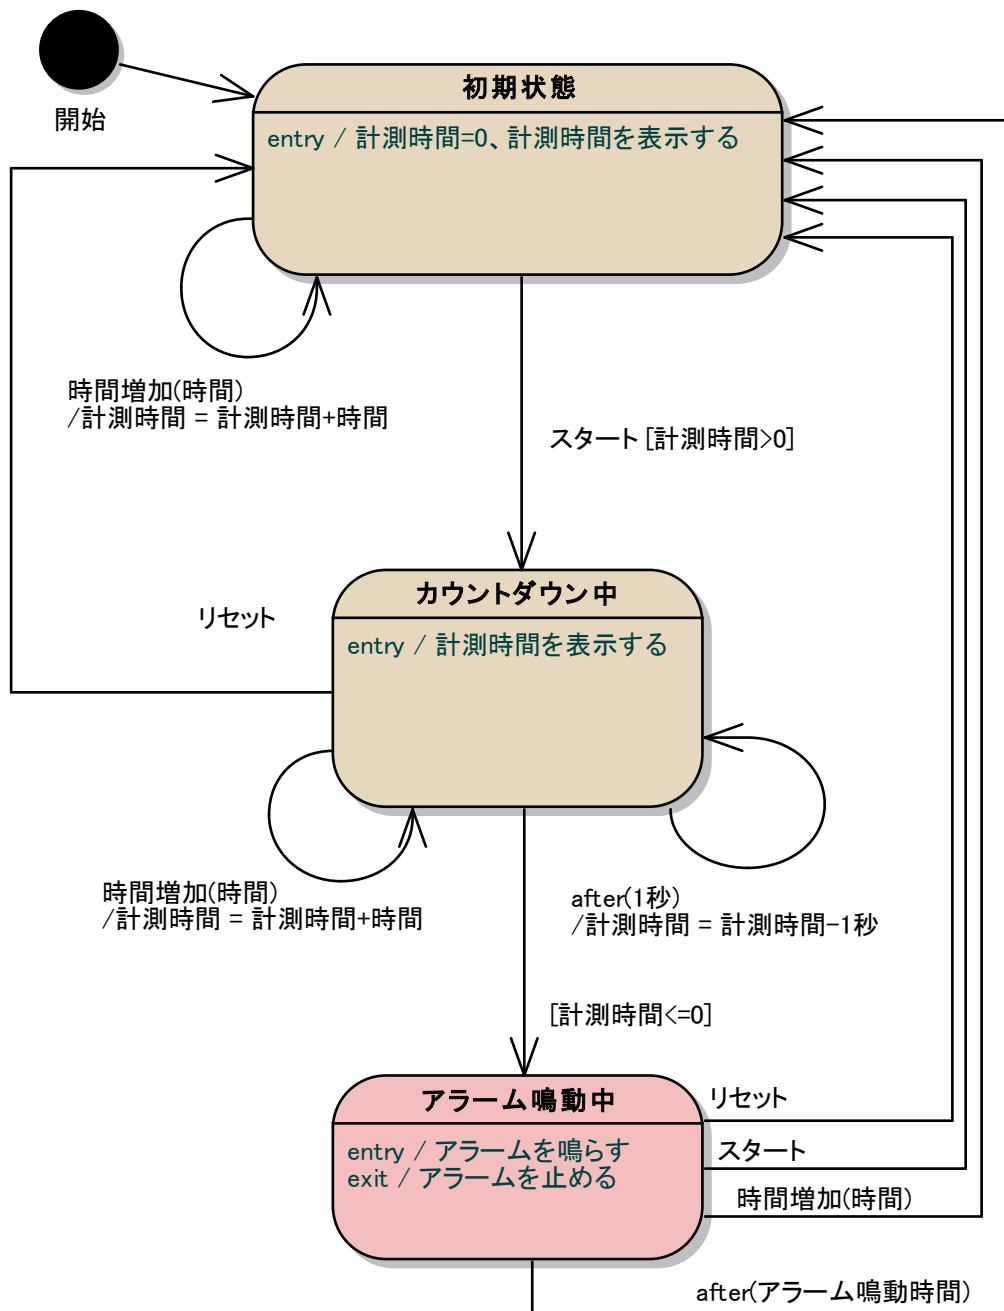 開始
初期状態
entry / 計測時間=0、計測時間を表示する
時間増加(時間)
/計測時間 = 計測時間+時間
スタート [計測時間>0]
カウントダウン中
entry / 計測時間を表示する
リセット
時間増加(時間)
/計測時間 = 計測時間+時間
after(1秒)
/計測時間 = 計測時間-1秒
[計測時間<=0]
アラーム鳴動中
entry / アラームを鳴らす
exit / アラームを止める
リセット
スタート
時間増加(時間)
after(アラーム鳴動時間)